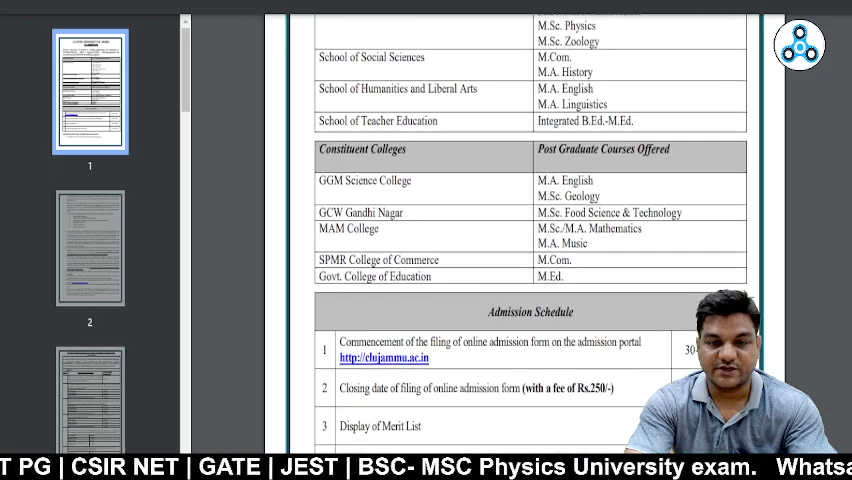 M.Sc. Physics
M.Sc. Zoology
School of Social Sciences M.Com.
M.A. History
School of Humanities and Liberal Arts M.A. English
M.A. Linguistics
School of Teacher Education Integrated B.Ed.-M.Ed.
Constituent Colleges Post Graduate Courses Offered
GGM Science College M.A. English
M.Sc. Geology
GCW Gandhi Nagar M.Sc. Food Science & Technology
MAM College M.Sc./M.A. Mathematics
M.A. Music
SPMR College of Commerce M.Com.
Govt. College of Education M.Ed.
Admission Schedule
1 Commencement of the filing of online admission form on the admission portal
http://clujammu.ac.in 30-
2 Closing date of filing of online admission form (with a fee of Rs.250/-)
3 Display of Merit List
1
2
T PG | CSIR NET | GATE | JEST | BSC- MSC Physics University exam. Whatsa